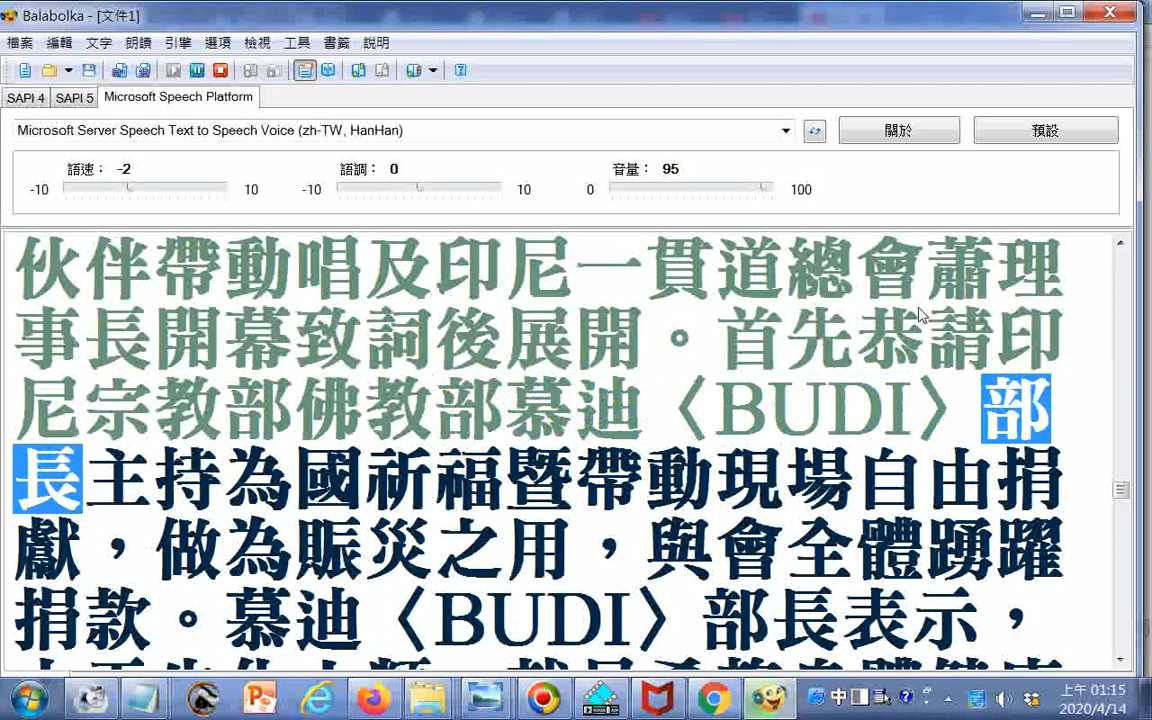 Balabolka - [文件1]
檔案 編輯 文字 朗讀 引擎 選項 檢視 工具 書籤 說明
SAPI 4 SAPI 5 Microsoft Speech Platform
Microsoft Server Speech Text to Speech Voice (zh-TW, HanHan) 關於 預設
語速： -2 語調： 0 音量： 95
-10 10 -10 10 0 100
伙伴帶動唱及印尼一貫道總會蕭理
事長開幕致詞後展開。首先恭請印
尼宗教部佛教部慕迪〈BUDI〉部
長主持為國祈福暨帶動現場自由捐
獻，做為賑災之用，與會全體踴躍
捐款。慕迪〈BUDI〉部長表示，
中
上午 01:15
2020/4/14